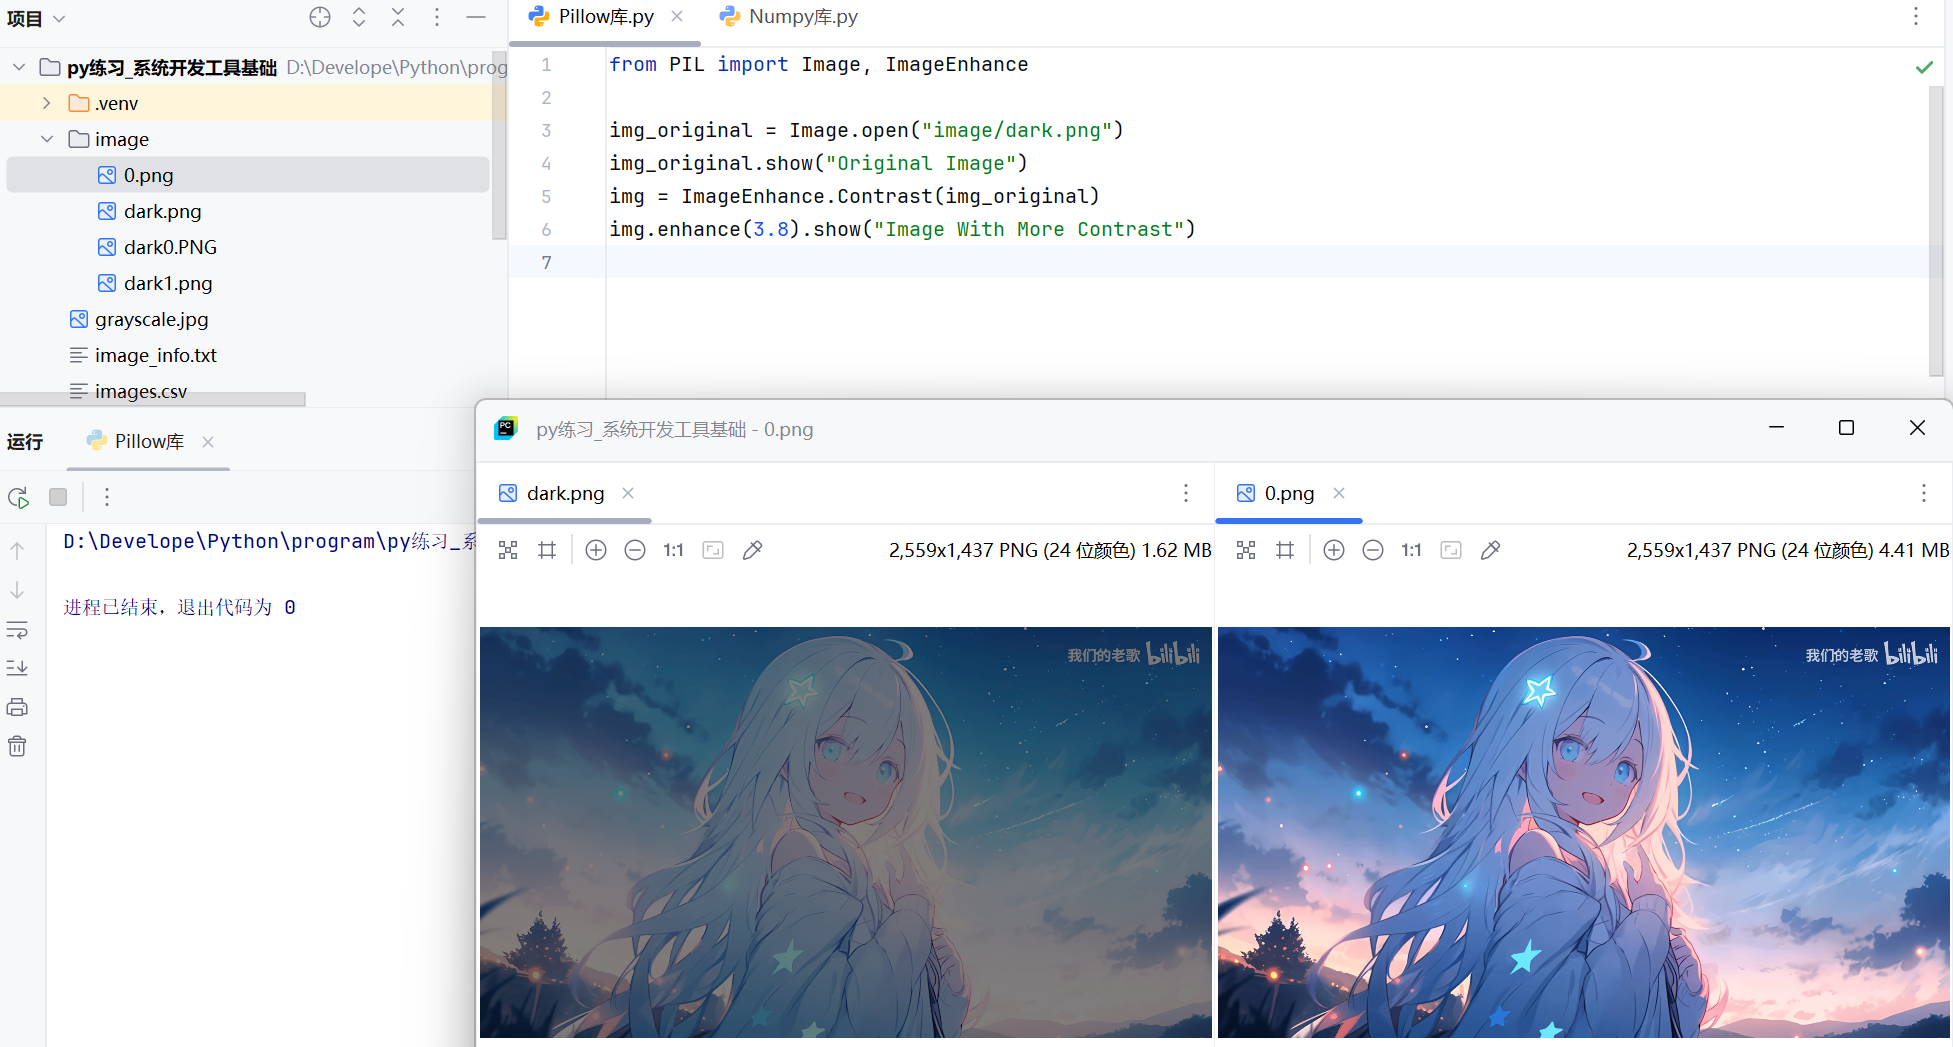 项目
Pillow库.py
Numpy库.py
py练习_系统开发工具基础 D:\Develope\Python\prog
.venv
image
0.png
dark.png
dark0.PNG
dark1.png
grayscale.jpg
image_info.txt
images.csv
1 from PIL import Image, ImageEnhance
2
3 img_original = Image.open("image/dark.png")
4 img_original.show("Original Image")
5 img = ImageEnhance.Contrast(img_original)
6 img.enhance(3.8).show("Image With More Contrast")
7
运行 Pillow库
D:\Develope\Python\program\py练习_系
进程已结束，退出代码为 0
PC
py练习_系统开发工具基础 - 0.png
dark.png
1:1 2,559x1,437 PNG (24 位颜色) 1.62 MB
我们的老歌 bilibili
0.png
1:1 2,559x1,437 PNG (24 位颜色) 4.41 MB
我们的老歌 bilibili